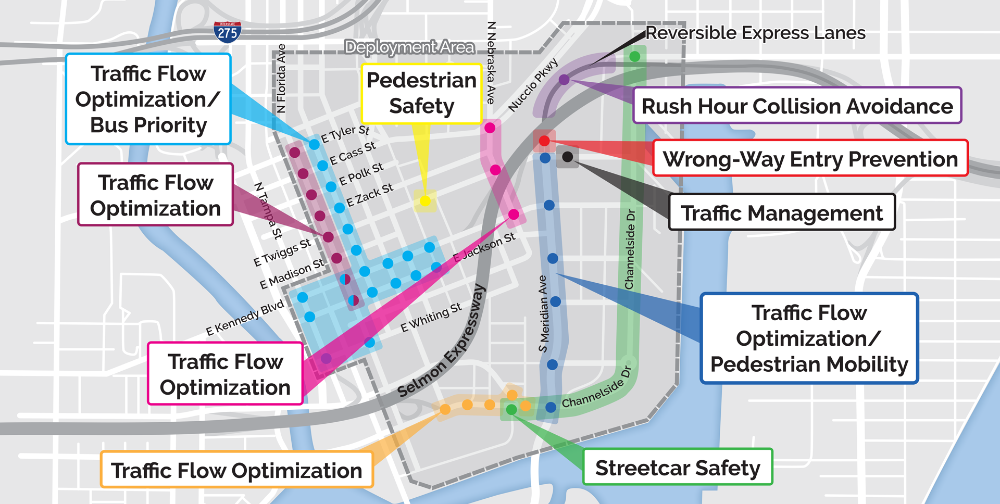 INTERSTATE
275
Deployment Area
N Florida Ave
N Nebraska Ave
Nuccio Pkwy
Reversible Express Lanes
Traffic Flow
Optimization/
Bus Priority
Pedestrian
Safety
Rush Hour Collision Avoidance
E Tyler St
E Cass St
E Polk St
E Zack St
Wrong-Way Entry Prevention
Traffic Flow
Optimization
N Tampa St
Traffic Management
E Twiggs St
E Madison St
E Jackson St
Channelside Dr
E Kennedy Blvd
E Whiting St
Selmon Expressway
S Meridian Ave
Traffic Flow
Optimization/
Pedestrian Mobility
Traffic Flow
Optimization
Channelside Dr
Traffic Flow Optimization
Streetcar Safety